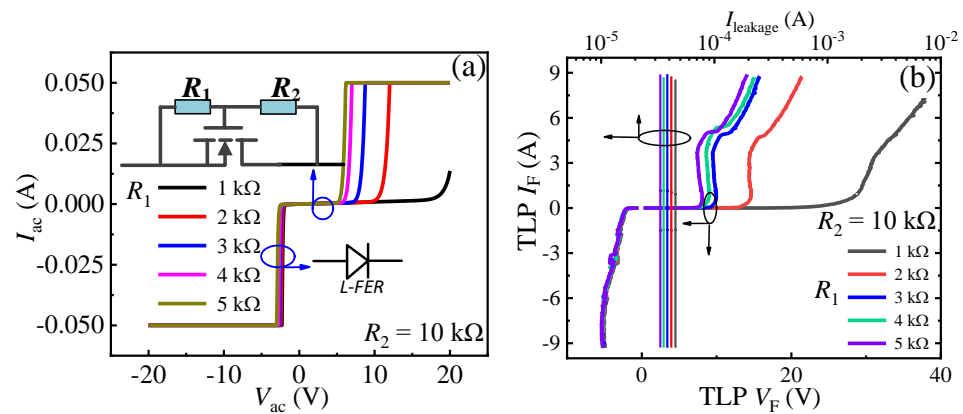 (a)
I_ac (A)
0.050
0.025
0.000
-0.025
-0.050
R_1 R_2
R_1
1 kΩ
2 kΩ
3 kΩ
4 kΩ
5 kΩ
L-FER
R_2 = 10 kΩ
-20 -10 0 10 20
V_ac (V)
I_leakage (A)
10^-5 10^-4 10^-3 10^-2
(b)
TLP I_F (A)
9
6
3
0
-3
-6
-9
R_2 = 10 kΩ
R_1
1 kΩ
2 kΩ
3 kΩ
4 kΩ
5 kΩ
0 20 40
TLP V_F (V)